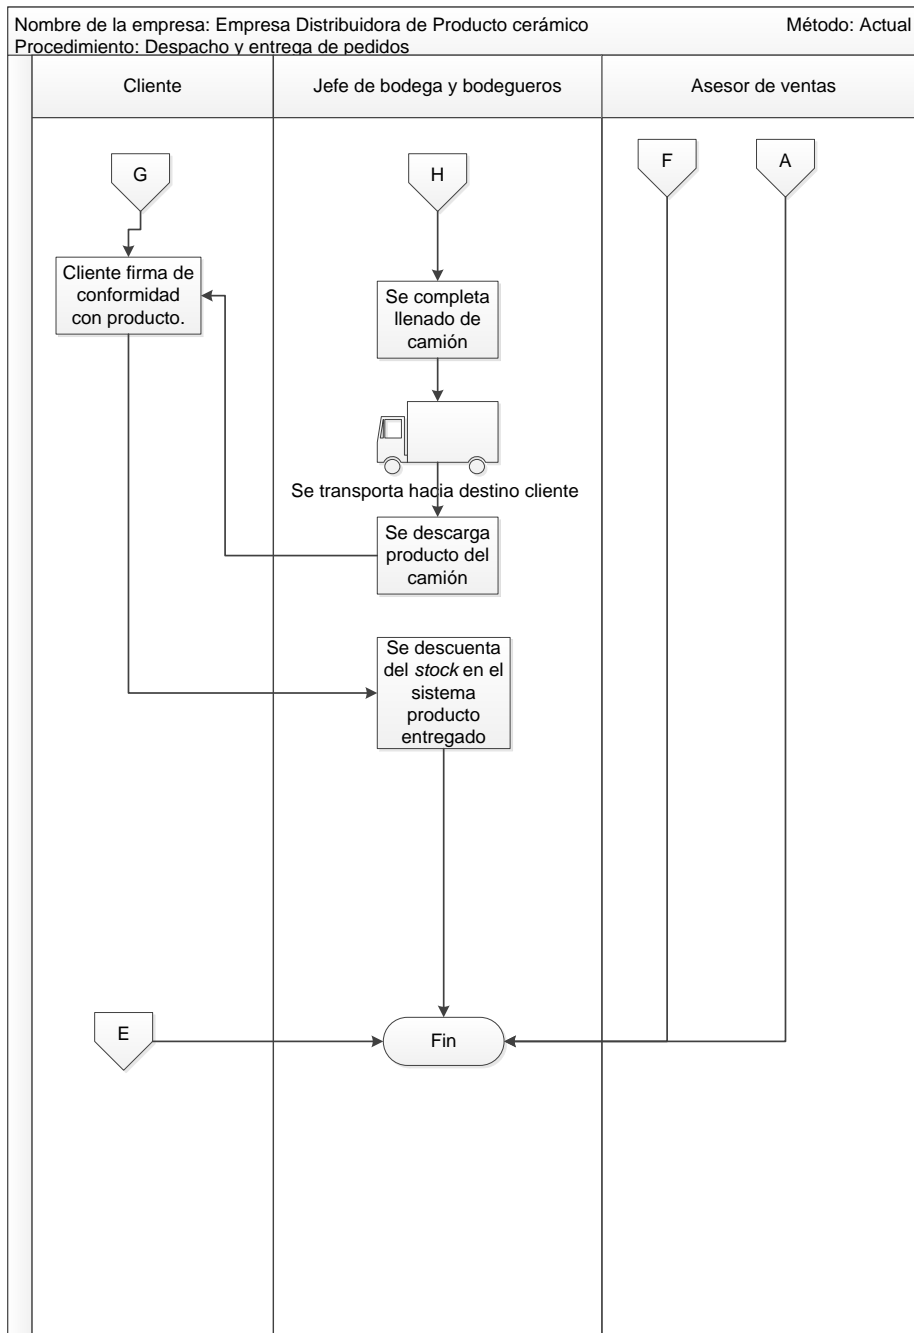 Nombre de la empresa: Empresa Distribuidora de Producto cerámico
Método: Actual
Procedimiento: Despacho y entrega de pedidos
Cliente
Jefe de bodega y bodegueros
Asesor de ventas
G
H
F
A
Cliente firma de
conformidad
con producto.
Se completa
llenado de
camión
Se transporta hacia destino cliente
Se descarga
producto del
camión
Se descuenta
del stock en el
sistema
producto
entregado
E
Fin